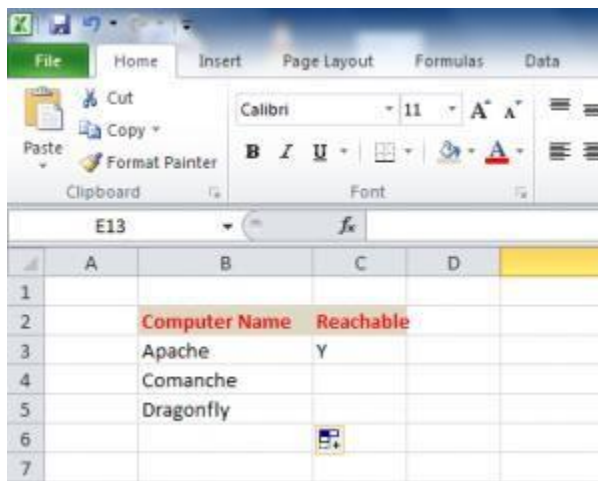 File Home Insert Page Layout Formulas Data
Cut
Calibri 11 A A
Copy
Paste
B I U A
Format Painter
Clipboard Font
E13 fx
A B C D
1
2 Computer Name Reachable
3 Apache Y
4 Comanche
5 Dragonfly
6
7